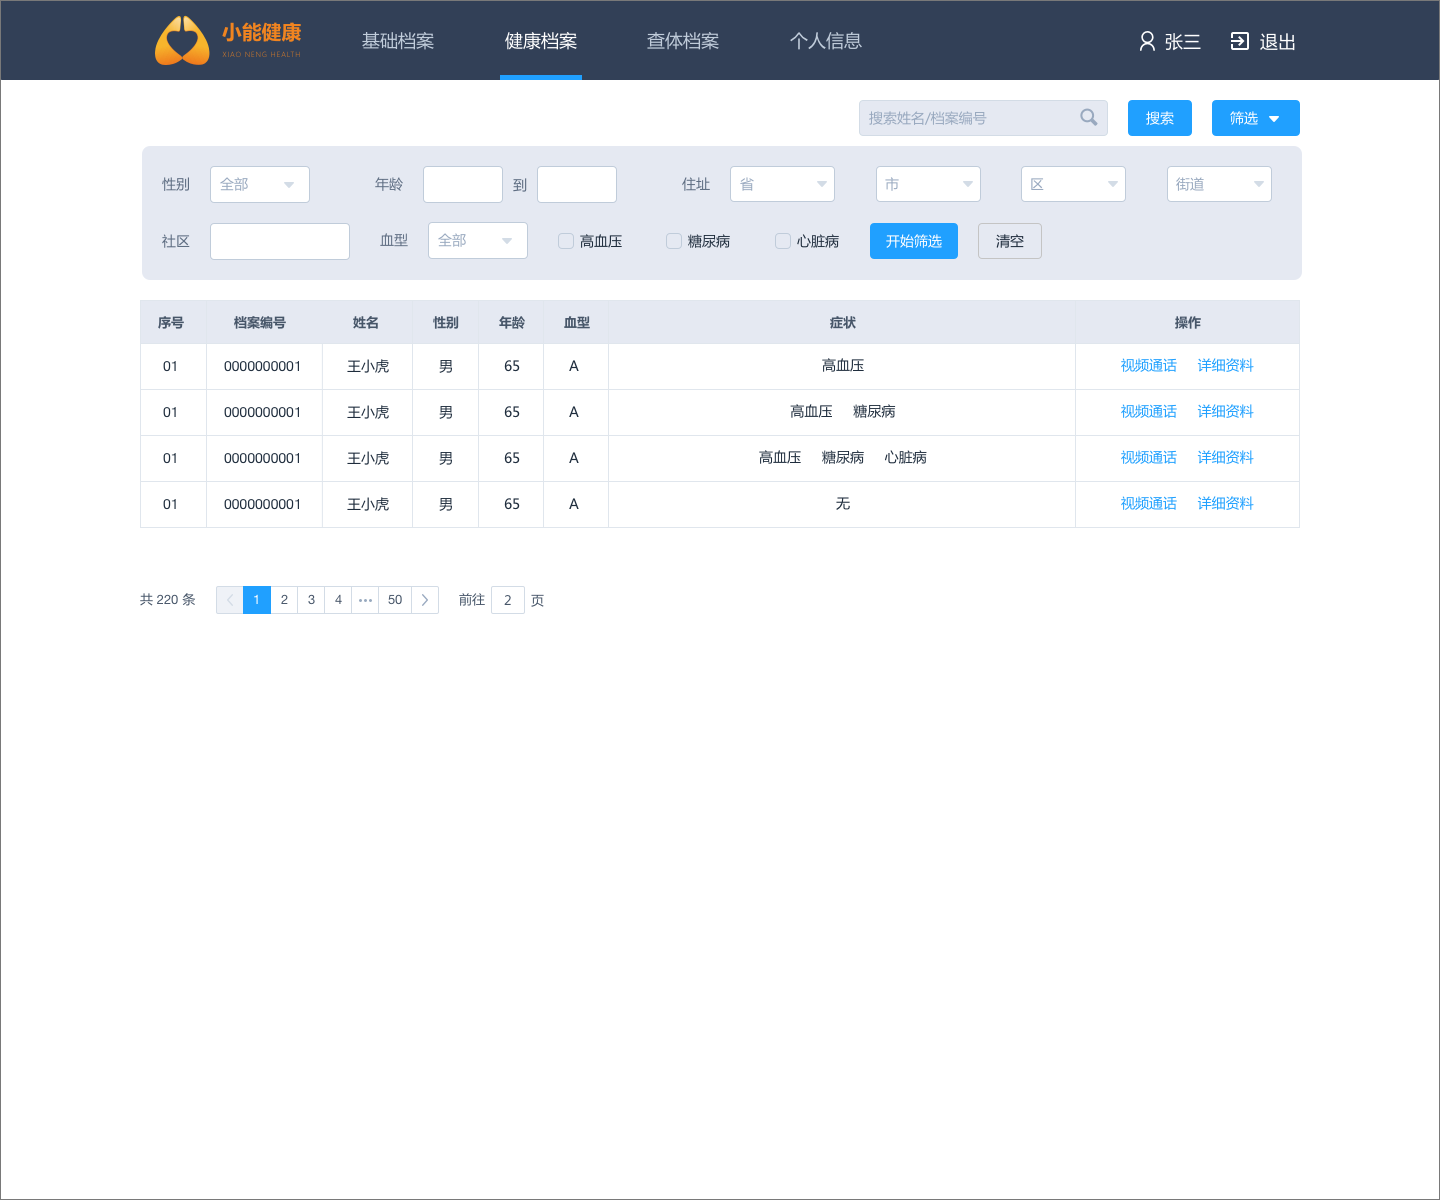 小能健康
XIAO NENG HEALTH
基础档案 健康档案 查体档案 个人信息 张三 退出
搜索姓名/档案编号 搜索 筛选
性别 全部 年龄 到 住址 省 市 区 街道
社区 血型 全部 高血压 糖尿病 心脏病 开始筛选 清空
序号 档案编号 姓名 性别 年龄 血型 症状 操作
01 0000000001 王小虎 男 65 A 高血压 视频通话 详细资料
01 0000000001 王小虎 男 65 A 高血压 糖尿病 视频通话 详细资料
01 0000000001 王小虎 男 65 A 高血压 糖尿病 心脏病 视频通话 详细资料
01 0000000001 王小虎 男 65 A 无 视频通话 详细资料
共 220 条 1 2 3 4 ••• 50 前往 2 页